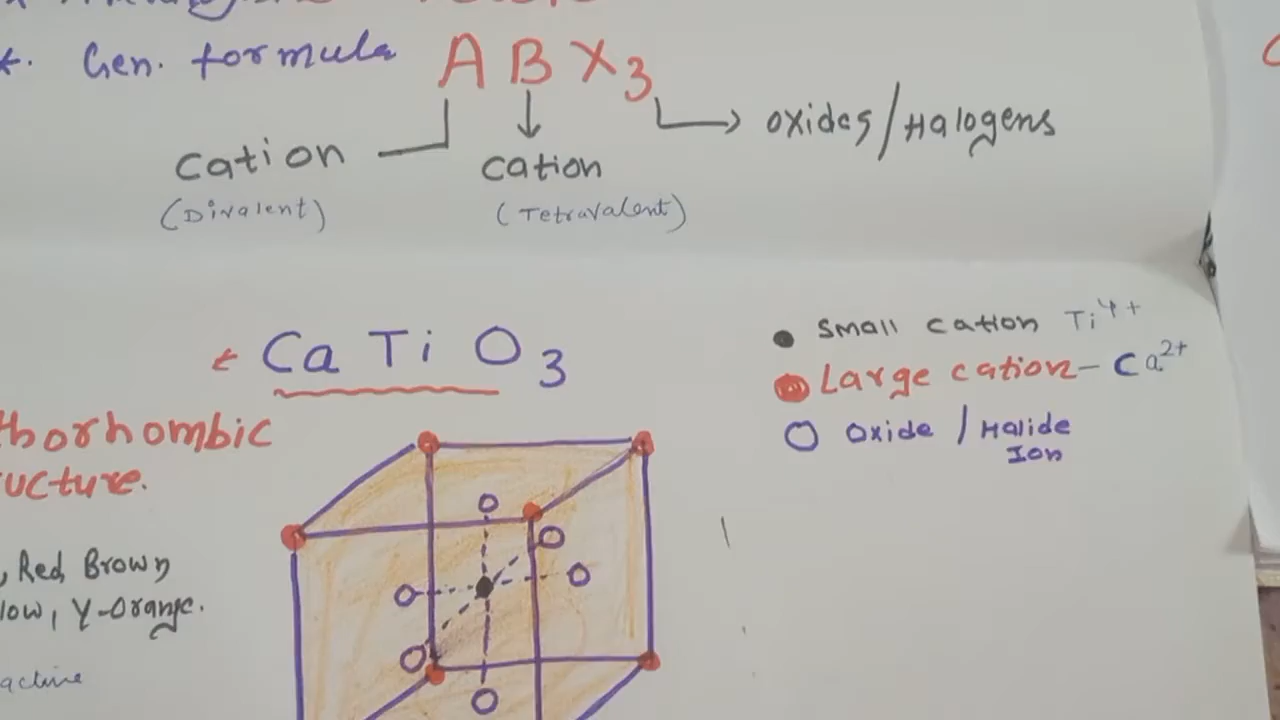 *. Gen. formula ABX3
oxides/Halogens
Cation
(Divalent)
cation
(Tetravalent)
* CaTiO3
• Small cation Ti4+
Large cation- Ca2+
Oxide / Halide
Ion
thorhombic
ucture.
, Red Brown
low, Y-Orange.